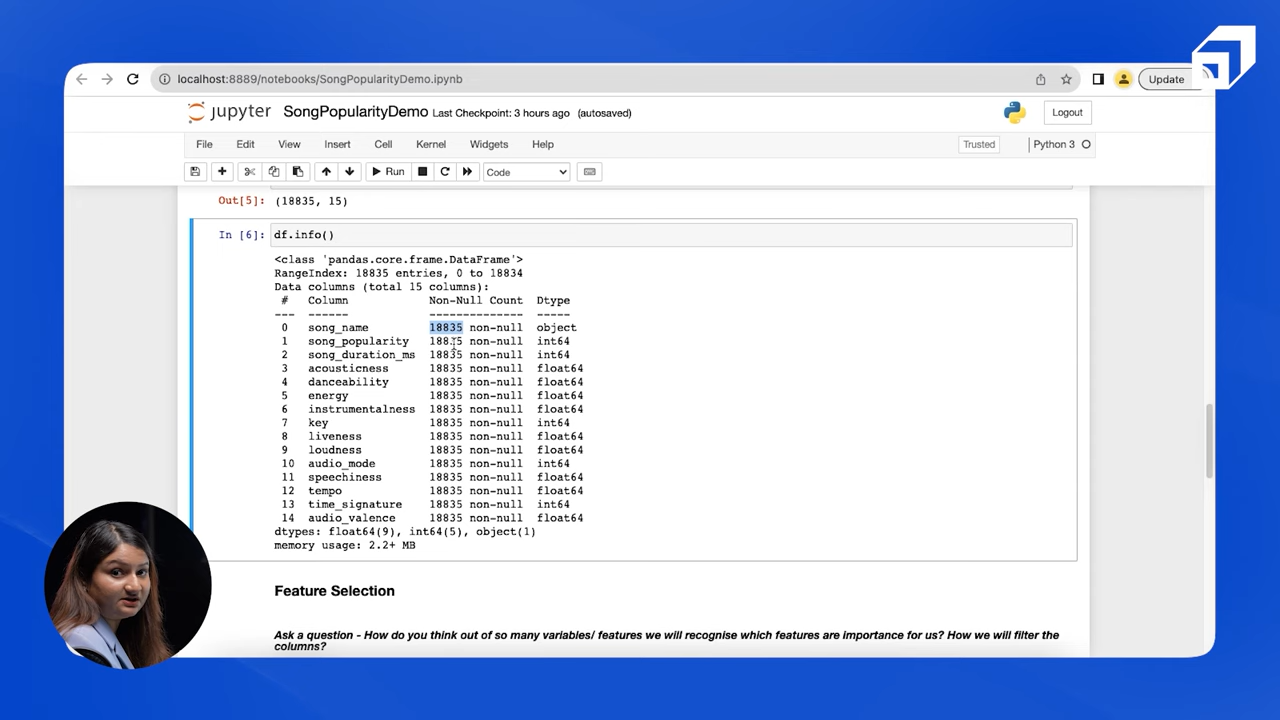 localhost:8889/notebooks/SongPopularityDemo.ipynb
Update
jupyter SongPopularityDemo Last Checkpoint: 3 hours ago (autosaved)
Logout
File Edit View Insert Cell Kernel Widgets Help
Trusted
Python 3
Run
Code
Out[5]: (18835, 15)
In [6]: df.info()
<class 'pandas.core.frame.DataFrame'>
RangeIndex: 18835 entries, 0 to 18834
Data columns (total 15 columns):
# Column Non-Null Count Dtype
--- ------ -------------- -----
0 song_name 18835 non-null object
1 song_popularity 18835 non-null int64
2 song_duration_ms 18835 non-null int64
3 acousticness 18835 non-null float64
4 danceability 18835 non-null float64
5 energy 18835 non-null float64
6 instrumentalness 18835 non-null float64
7 key 18835 non-null int64
8 liveness 18835 non-null float64
9 loudness 18835 non-null float64
10 audio_mode 18835 non-null int64
11 speechiness 18835 non-null float64
12 tempo 18835 non-null float64
13 time_signature 18835 non-null int64
14 audio_valence 18835 non-null float64
dtypes: float64(9), int64(5), object(1)
memory usage: 2.2+ MB
Feature Selection
Ask a question - How do you think out of so many variables/ features we will recognise which features are importance for us? How we will filter the
columns?